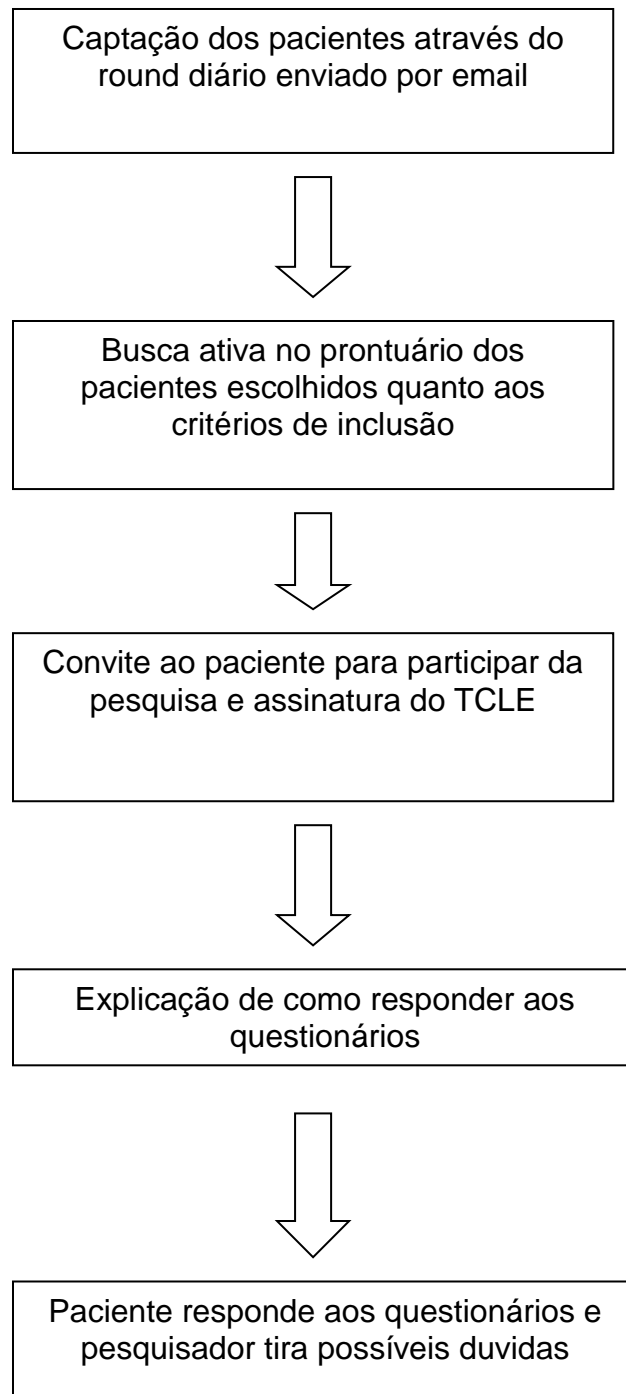 Captação dos pacientes através do
round diário enviado por email
Busca ativa no prontuário dos
pacientes escolhidos quanto aos
critérios de inclusão
Convite ao paciente para participar da
pesquisa e assinatura do TCLE
Explicação de como responder aos
questionários
Paciente responde aos questionários e
pesquisador tira possíveis duvidas